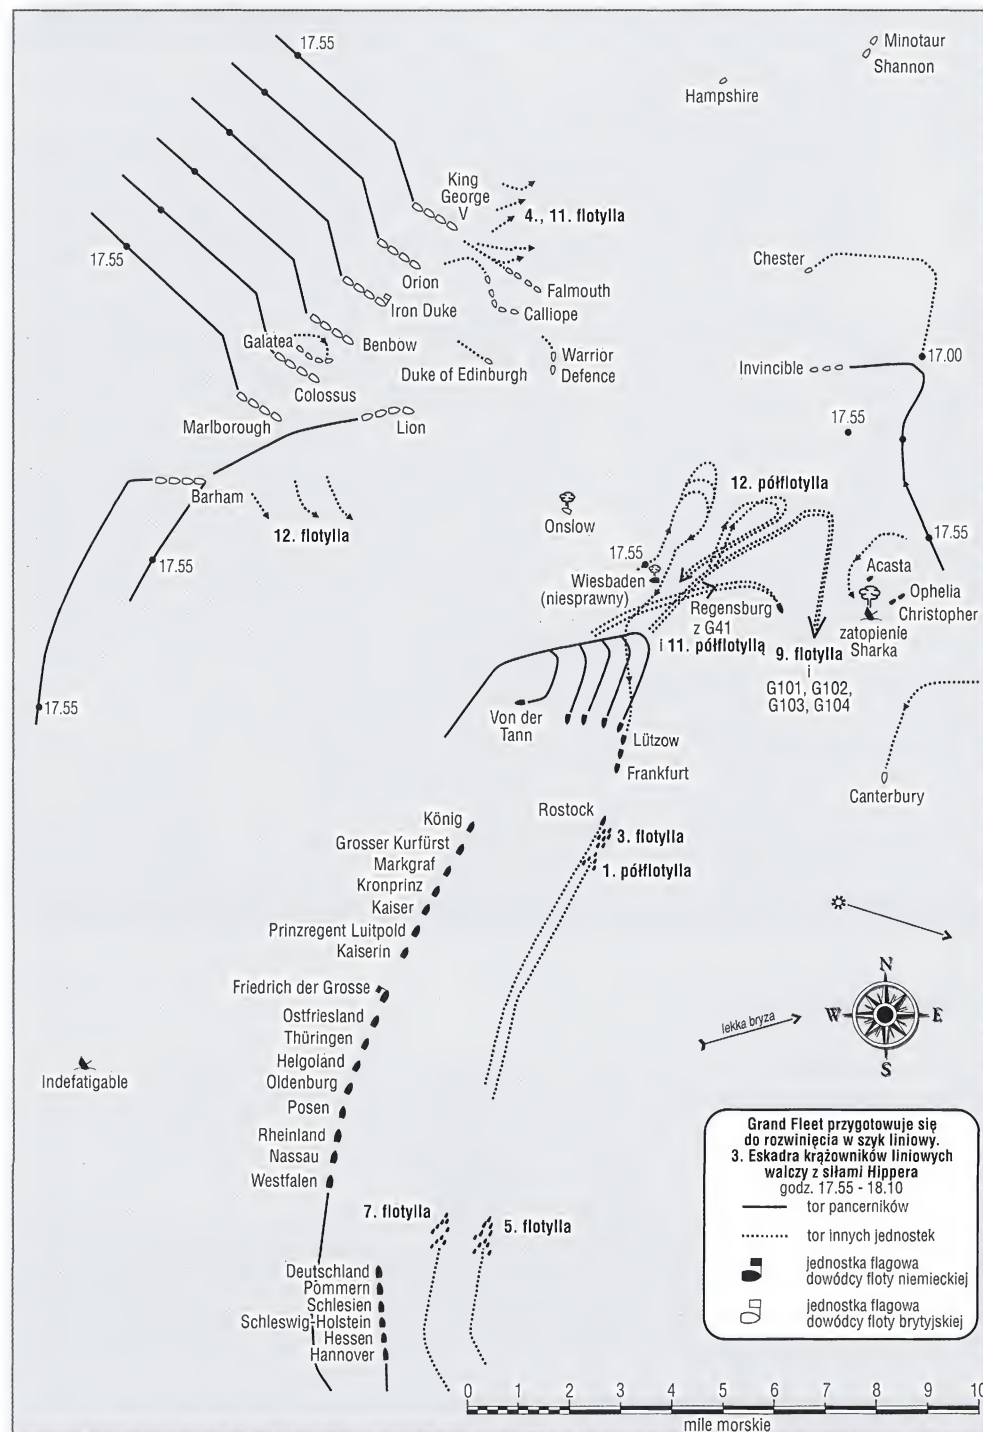 17.55
Minotaur
Shannon
Hampshire
King
George
V
4., 11. flotylla
17.55
Orion
Falmouth
Chester
Iron Duke
Calliope
Galatea
Benbow
Warrior
Duke of Edinburgh
Defence
17.00
Invincible
Colossus
Marlborough
Lion
17.55
Barham
12. flotylla
Onslow
12. półflotylla
17.55
17.55
17.55
Wiesbaden
(niesprawny)
Acasta
Ophelia
Christopher
Regensburg
z G41
i 11. półflotyllą
zatopienie
Sharka
9. flotylla
i
G101, G102,
G103, G104
17.55
Von der
Tann
Lützow
Frankfurt
Canterbury
König
Rostock
Grosser Kurfürst
3. flotylla
Markgraf
1. półflotylla
Kronprinz
Kaiser
Prinzregent Luitpold
Kaiserin
Friedrich der Grosse
Ostfriesland
Thüringen
Helgoland
Oldenburg
Posen
Rheinland
Nassau
Westfalen
Indefatigable
lekka bryza
N
W
E
S
7. flotylla
5. flotylla
Deutschland
Pommern
Schlesien
Schleswig-Holstein
Hessen
Hannover
Grand Fleet przygotowuje się
do rozwinięcia w szyk liniowy.
3. Eskadra krążowników liniowych
walczy z siłami Hippera
godz. 17.55 - 18.10
tor pancerników
tor innych jednostek
jednostka flagowa
dowódcy floty niemieckiej
jednostka flagowa
dowódcy floty brytyjskiej
0 1 2 3 4 5 6 7 8 9 10
mile morskie